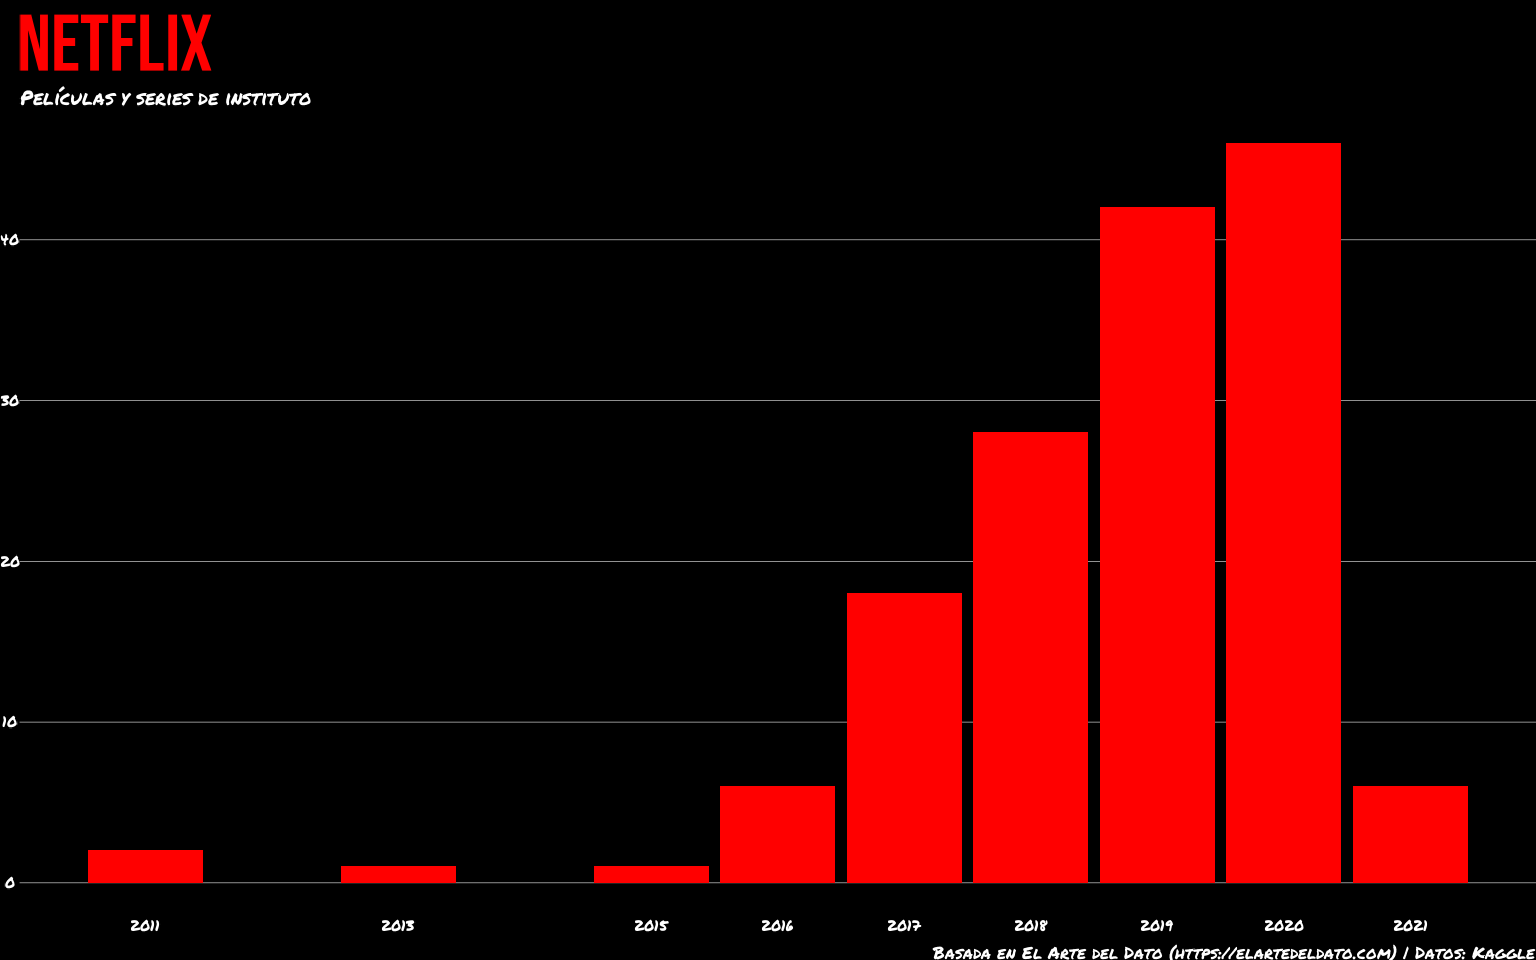 NETFLIX
Películas y series de instituto
40
30
20
10
0
2011 2013 2015 2016 2017 2018 2019 2020 2021
Basada en El Arte del Dato (https://elartedeldato.com) | Datos: Kaggle